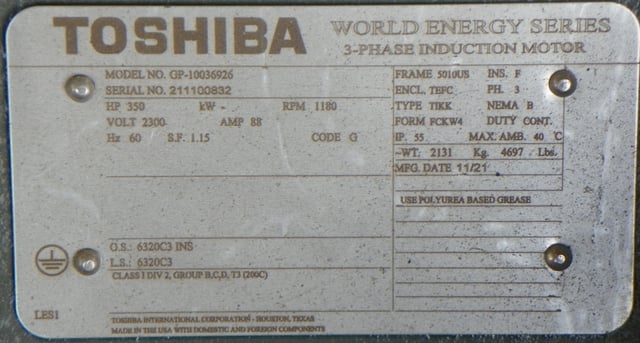 TOSHIBA
WORLD ENERGY SERIES
3-PHASE INDUCTION MOTOR
MODEL NO. GP-10036926
SERIAL NO. 211100832
HP 350 kW - RPM 1180
VOLT 2300- AMP 88
Hz 60 S.F. 1.15 CODE G
FRAME 5010US INS. F
ENCL. TEFC PH. 3
TYPE TIKK NEMA B
FORM FCKW4 DUTY CONT.
IP. 55 MAX. AMB. 40 °C
~WT. 2131 Kg. 4697 Lbs.
MFG. DATE 11/21
USE POLYUREA BASED GREASE
O.S.: 6320C3 INS
L.S.: 6320C3
CLASS I DIV 2, GROUP B,C,D, T3 (200C)
LES1
TOSHIBA INTERNATIONAL CORPORATION - HOUSTON, TEXAS
MADE IN THE USA WITH DOMESTIC AND FOREIGN COMPONENTS